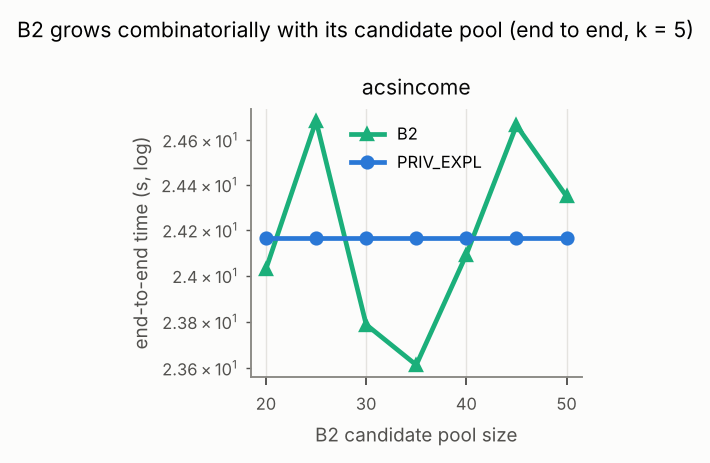 B2 grows combinatorially with its candidate pool (end to end, k = 5)
acsincome
B2
PRIV_EXPL
end-to-end time (s, log)
2.46 × 10¹
2.44 × 10¹
2.42 × 10¹
2.4 × 10¹
2.38 × 10¹
2.36 × 10¹
20 30 40 50
B2 candidate pool size